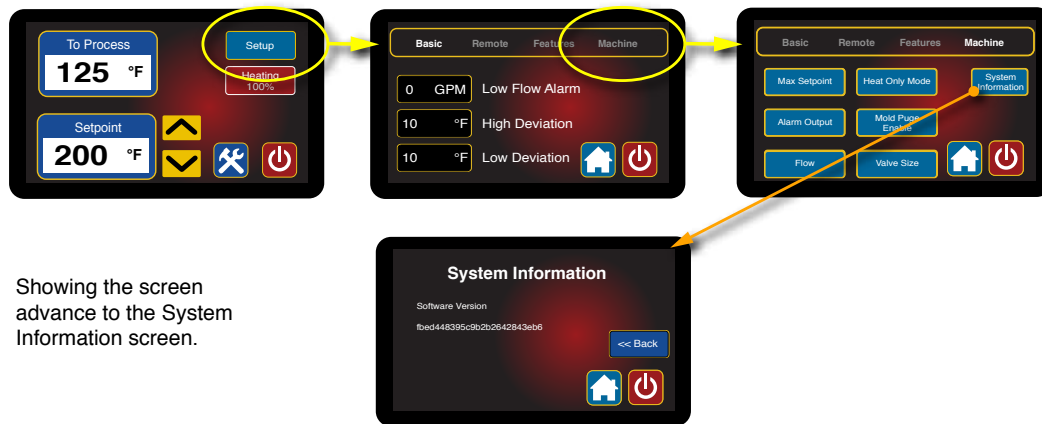 To Process
125 °F
Setup
Heating
100%
Setpoint
200 °F
Basic Remote Features Machine
0 GPM Low Flow Alarm
10 °F High Deviation
10 °F Low Deviation
Basic Remote Features Machine
Max Setpoint Heat Only Mode System
Information
Alarm Output Mold Puge
Enable
Flow Valve Size
Showing the screen
advance to the System
Information screen.
System Information
Software Version
fbed448395c9b2b2642843eb6
<< Back